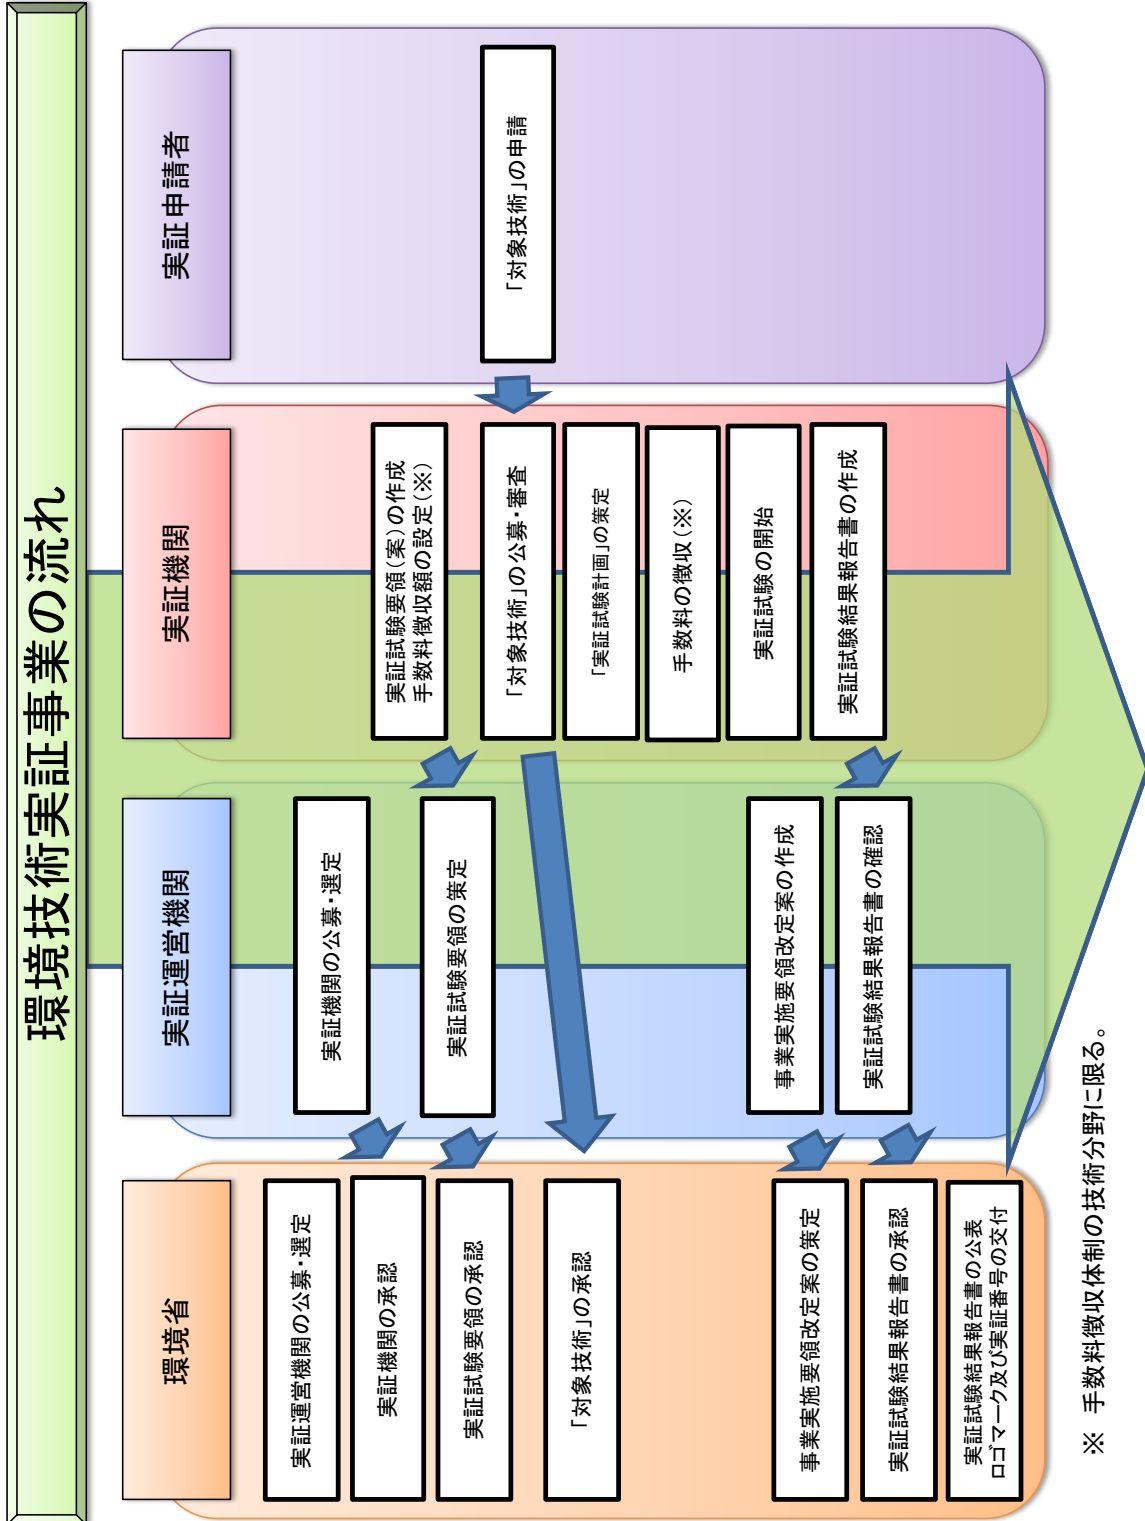 環境技術実証事業の流れ
環境省
実証運営機関の公募・選定
実証機関の承認
実証試験要領の承認
「対象技術」の承認
事業実施要領改定案の策定
実証試験結果報告書の承認
実証試験結果報告書の公表
ロゴマーク及び実証番号の交付
実証運営機関
実証機関の公募・選定
実証試験要領の策定
事業実施要領改定案の作成
実証試験結果報告書の確認
実証機関
実証試験要領(案)の作成
手数料徴収額の設定(※)
「対象技術」の公募・審査
「実証試験計画」の策定
手数料の徴収(※)
実証試験の開始
実証試験結果報告書の作成
実証申請者
「対象技術」の申請
※ 手数料徴収体制の技術分野に限る。